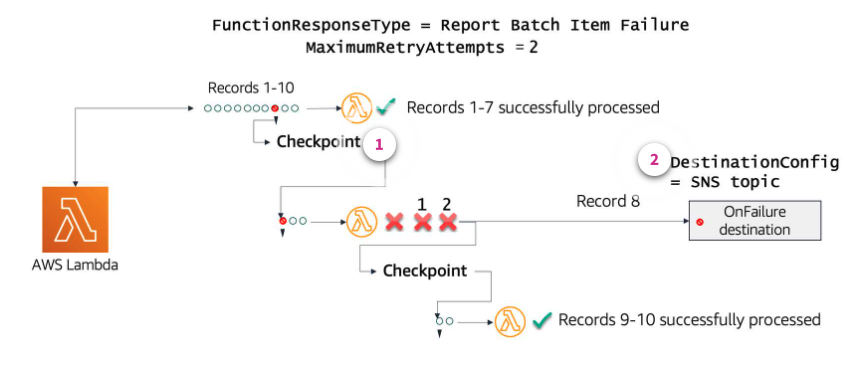 FunctionResponseType = Report Batch Item Failure
MaximumRetryAttempts = 2
Records 1-10
Records 1-7 successfully processed
Checkpoint
1
2
DestinationConfig
= SNS topic
1 2
Record 8
OnFailure
destination
AWS Lambda
Checkpoint
Records 9-10 successfully processed